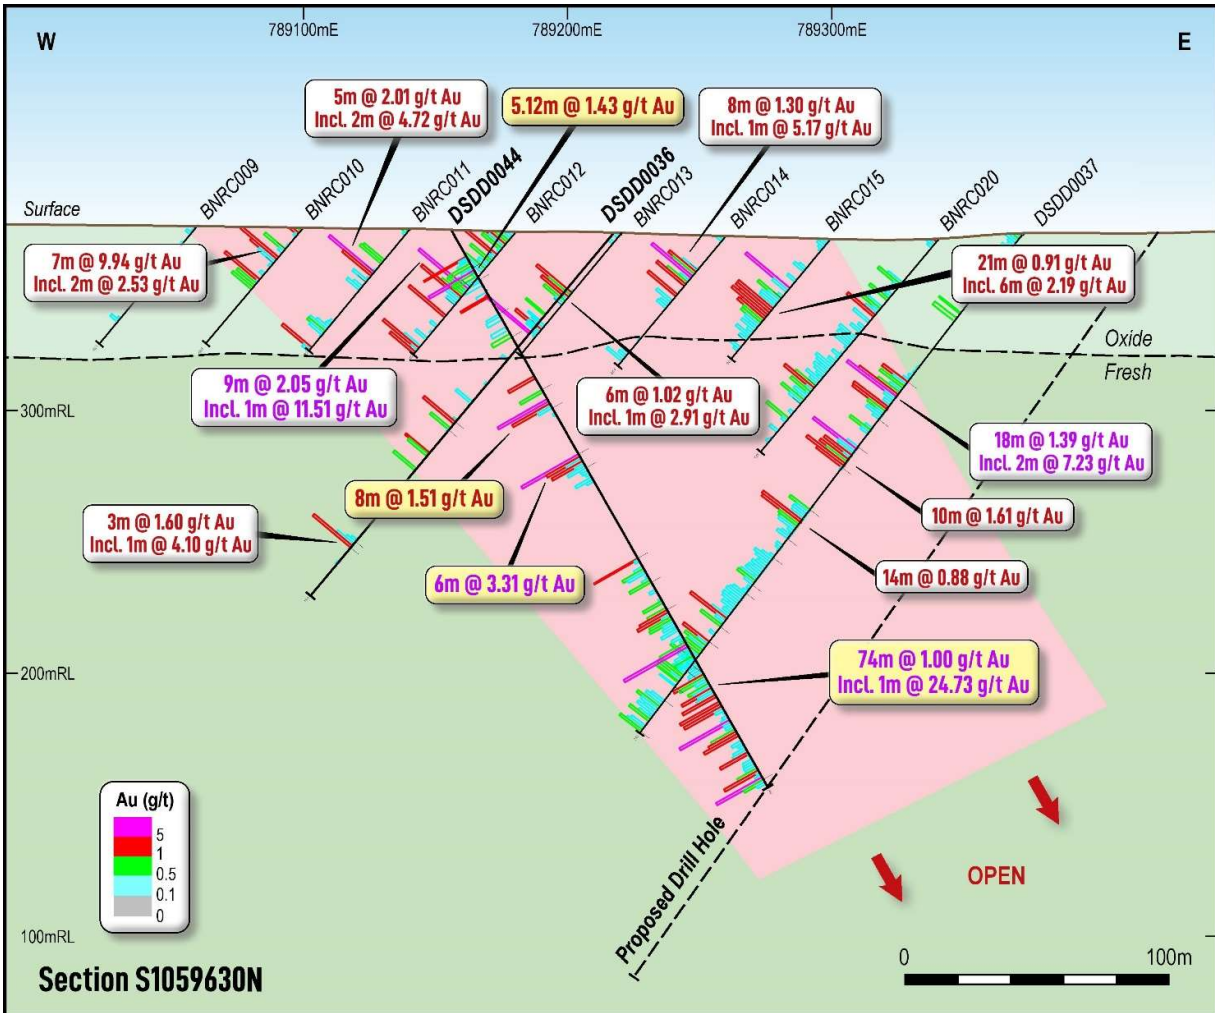 789100mE
789200mE
789300mE
W
E
5m @ 2.01 g/t Au
Incl. 2m @ 4.72 g/t Au
5.12m @ 1.43 g/t Au
8m @ 1.30 g/t Au
Incl. 1m @ 5.17 g/t Au
Surface
BNRC009
BNRC010
BNRC011
DSDD0044
BNRC012
DSDD0036
BNRC013
BNRC014
BNRC015
BNRC020
DSDD0037
7m @ 9.94 g/t Au
Incl. 2m @ 2.53 g/t Au
21m @ 0.91 g/t Au
Incl. 6m @ 2.19 g/t Au
Oxide
Fresh
9m @ 2.05 g/t Au
Incl. 1m @ 11.51 g/t Au
6m @ 1.02 g/t Au
Incl. 1m @ 2.91 g/t Au
300mRL
18m @ 1.39 g/t Au
Incl. 2m @ 7.23 g/t Au
8m @ 1.51 g/t Au
10m @ 1.61 g/t Au
3m @ 1.60 g/t Au
Incl. 1m @ 4.10 g/t Au
6m @ 3.31 g/t Au
14m @ 0.88 g/t Au
200mRL
74m @ 1.00 g/t Au
Incl. 1m @ 24.73 g/t Au
Au (g/t)
5
1
0.5
0.1
0
Proposed Drill Hole
OPEN
100mRL
Section S1059630N
0
100m